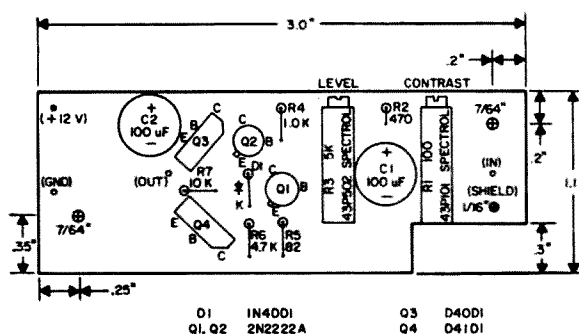 3.0"
.2"
LEVEL CONTRAST
(+12 V)
+ C2 100 uF −
E B C
Q3
C
Q2
B
E
R4
1.0K
R3 5K
43P502 SPECTROL
R2
470
+
C1
100 uF
−
R1 100
43P101 SPECTROL
7/64"
.2"
(IN)
(SHIELD)
1/16"
1.1
(GND)
(OUT)
R7
10K
D1
K
C
Q1
B
E
7/64"
.35"
E
B
Q4
C
R6
4.7K
R5
82
.3"
.25"
D1 1N4001 Q3 D40D1
Q1, Q2 2N2222A Q4 D41D1